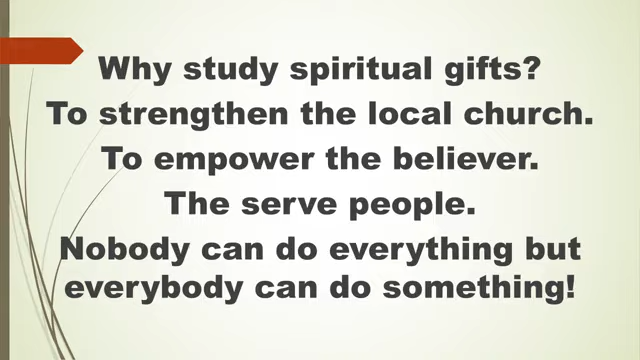 Why study spiritual gifts?
To strengthen the local church.
To empower the believer.
The serve people.
Nobody can do everything but
everybody can do something!